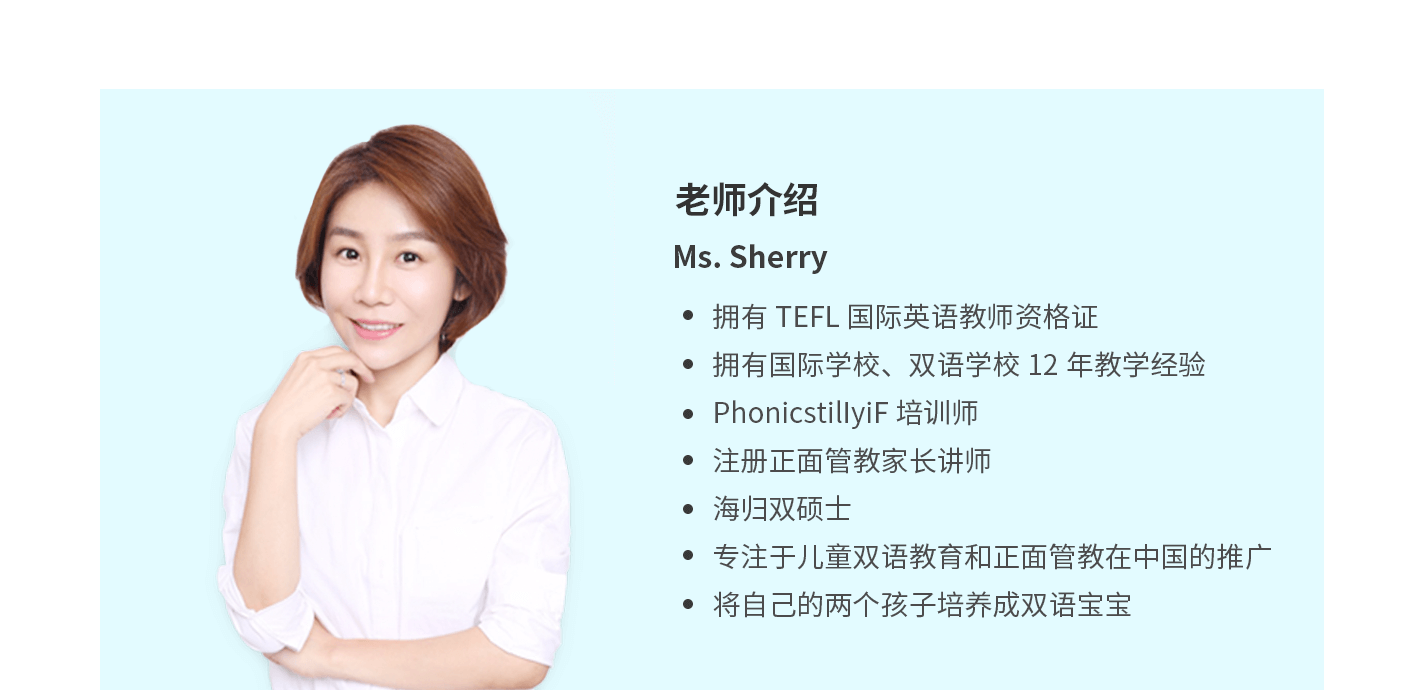 老师介绍
Ms. Sherry
拥有 TEFL 国际英语教师资格证
拥有国际学校、双语学校 12 年教学经验
PhonicstilIyiF 培训师
注册正面管教家长讲师
海归双硕士
专注于儿童双语教育和正面管教在中国的推广
将自己的两个孩子培养成双语宝宝